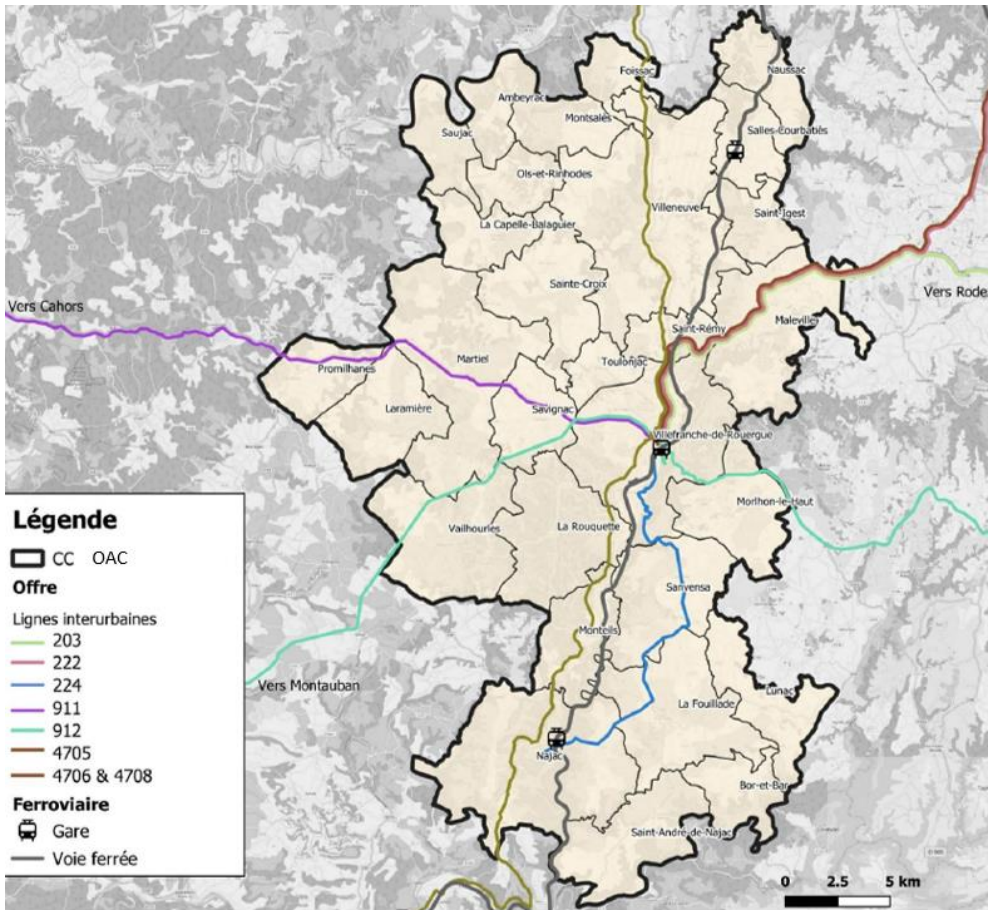 Foissac
Naussac
Ambeyrac
Montsalès
Saujac
Salles-Courbatiès
Ols-et-Rinhodes
Villeneuve
Saint-Igest
La Capelle-Balaguier
Sainte-Croix
Vers Cahors
Vers Rode
Saint-Rémy
Maleville
Martiel
Toulonjac
Promilhanes
Laramière
Savignac
Villefranche-de-Rouergue
Morlhon-le-Haut
Vailhourles
La Rouquette
Sanvensa
Monteils
Vers Montauban
Lunac
La Fouillade
Najac
Bor-et-Bar
Saint-André-de-Najac
Légende
CC OAC
Offre
Lignes interurbaines
203
222
224
911
912
4705
4706 & 4708
Ferroviaire
Gare
Voie ferrée
0 2.5 5 km